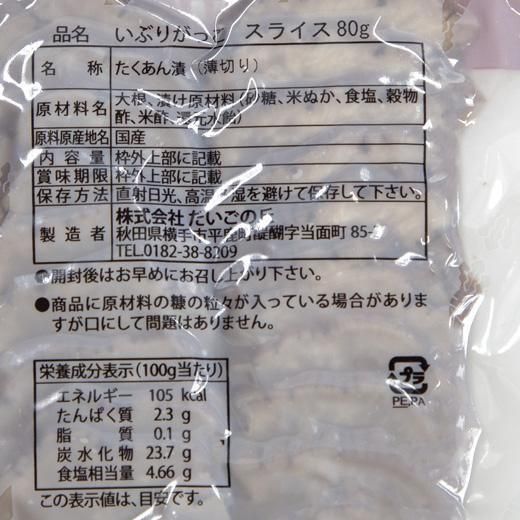 品名 いぶりがっこ スライス80g
名称 たくあん漬(薄切り)
原材料名 大根、漬け原材料(砂糖、米ぬか、食塩、穀物
酢、米酢、還元水飴)
原料原産地名 国産
内容量 枠外上部に記載
賞味期限 枠外上部に記載
保存方法 直射日光、高温多湿を避けて保存して下さい。
製造者 株式会社たいごの
秋田県横手市平鹿町醍醐字当面町85-
TEL.0182-38-8209
●開封後はお早めにお召し上がり下さい。
●商品に原材料の糠の粒々が入っている場合がありま
すが口にして問題はありません。
栄養成分表示(100g当たり)
エネルギー 105 kcal
たんぱく質 2.3 g
脂質 0.1 g
炭水化物 23.7 g
食塩相当量 4.66 g
この表示値は、目安です。
プラ
PE,PA